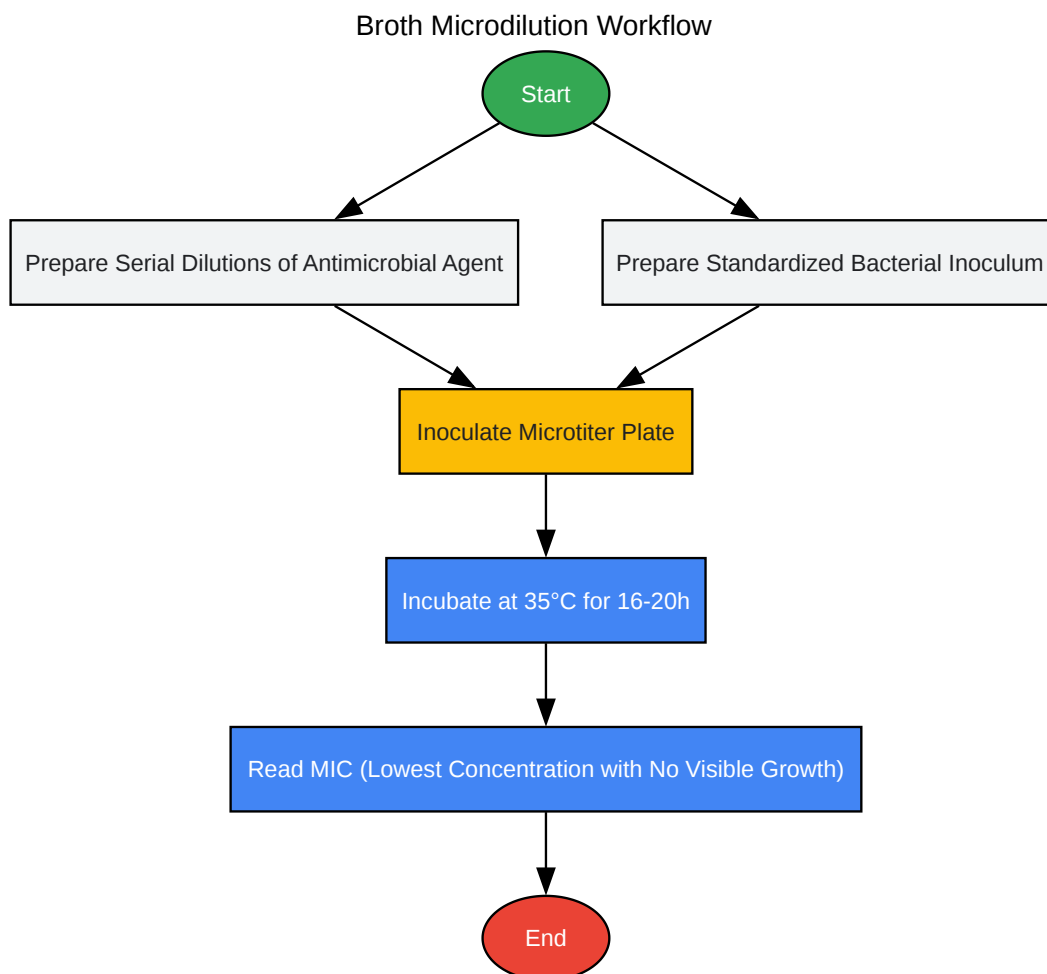 Broth Microdilution Workflow
Start
Prepare Serial Dilutions of Antimicrobial Agent
Prepare Standardized Bacterial Inoculum
Inoculate Microtiter Plate
Incubate at 35°C for 16-20h
Read MIC (Lowest Concentration with No Visible Growth)
End